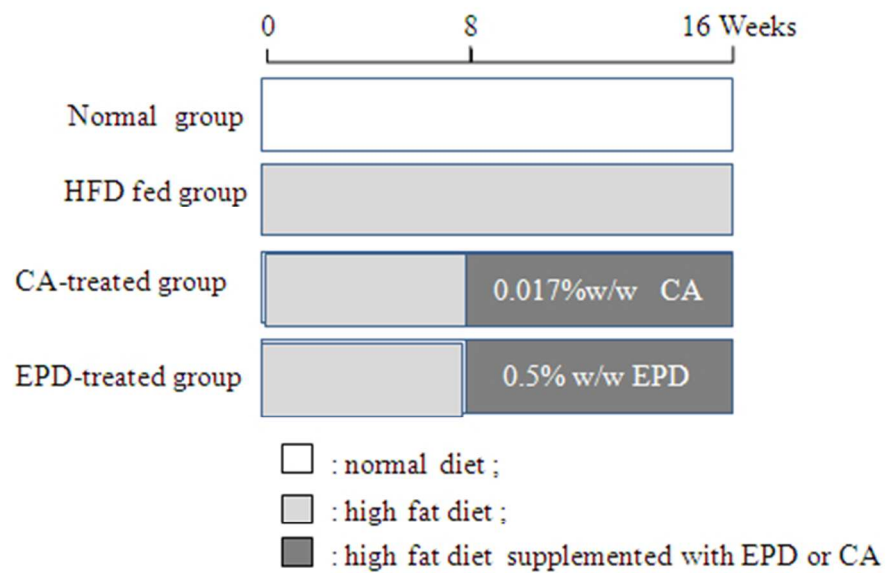 0 8 16 Weeks
Normal group
HFD fed group
CA-treated group
0.017%w/w CA
EPD-treated group
0.5% w/w EPD
: normal diet ;
: high fat diet ;
: high fat diet supplemented with EPD or CA